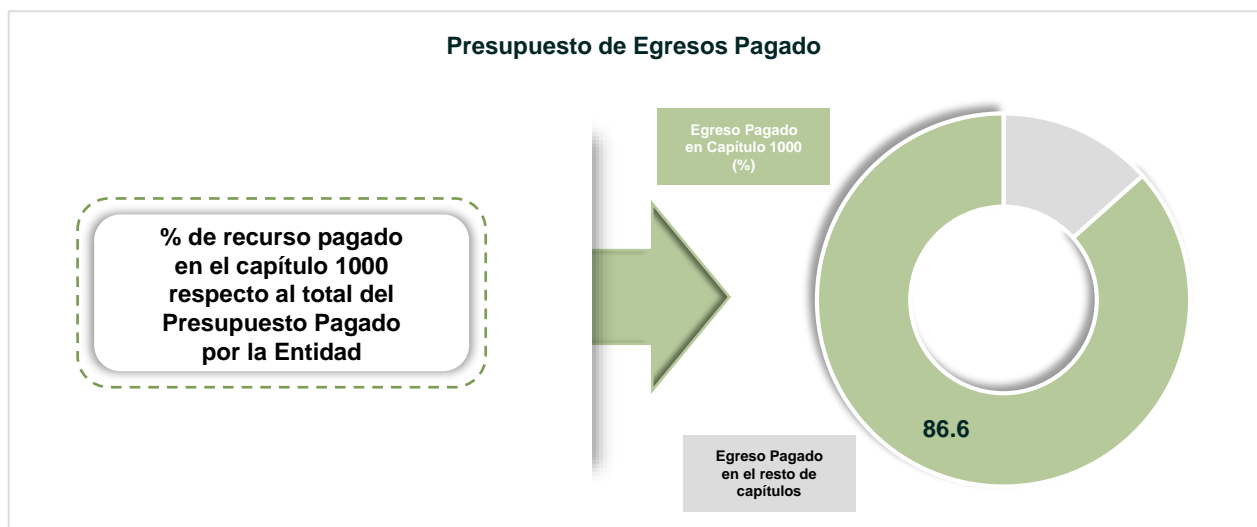 Presupuesto de Egresos Pagado
Egreso Pagado
en Capítulo 1000
(%)
% de recurso pagado
en el capítulo 1000
respecto al total del
Presupuesto Pagado
por la Entidad
86.6
Egreso Pagado
en el resto de
capítulos